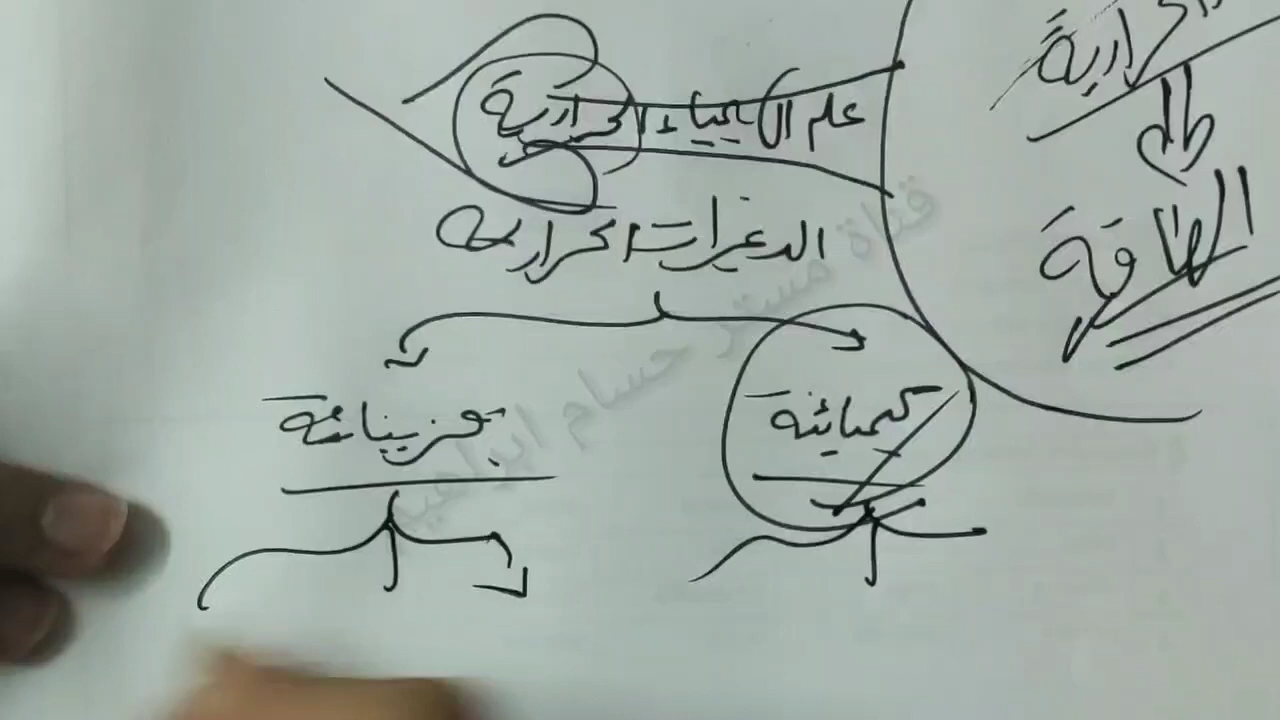 الحرارية
الطاقة
علم الكيمياء الحرارية
التغيرات الحرارية
كيميائية
فيزيائية
قناة مستر حسام ابراهيم